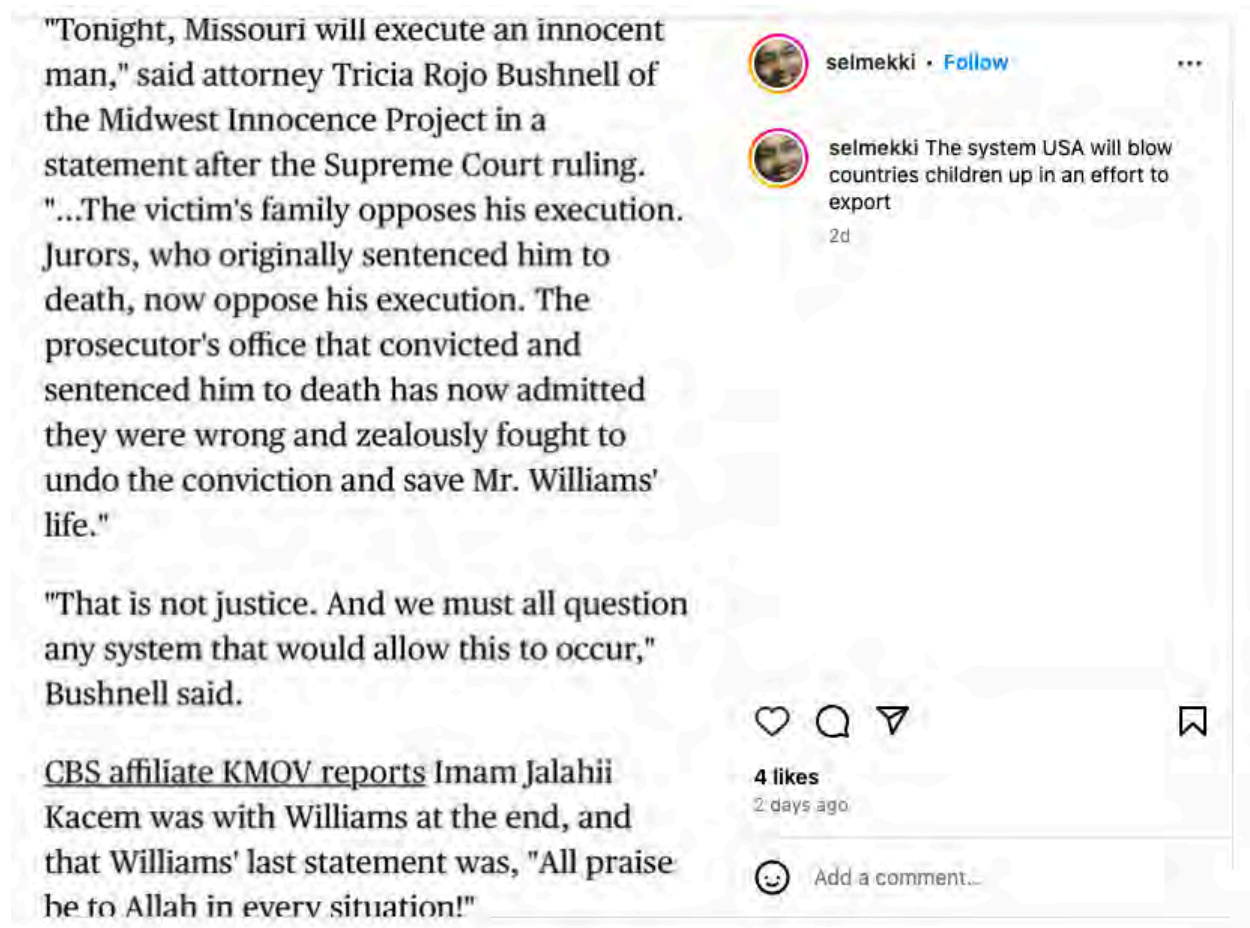 "Tonight, Missouri will execute an innocent
man," said attorney Tricia Rojo Bushnell of
the Midwest Innocence Project in a
statement after the Supreme Court ruling.
"...The victim's family opposes his execution.
Jurors, who originally sentenced him to
death, now oppose his execution. The
prosecutor's office that convicted and
sentenced him to death has now admitted
they were wrong and zealously fought to
undo the conviction and save Mr. Williams'
life."
"That is not justice. And we must all question
any system that would allow this to occur,"
Bushnell said.
CBS affiliate KMOV reports Imam Jalahii
Kacem was with Williams at the end, and
that Williams' last statement was, "All praise
be to Allah in every situation!"
selmekki • Follow
selmekki The system USA will blow
countries children up in an effort to
export
2d
4 likes
2 days ago
Add a comment...